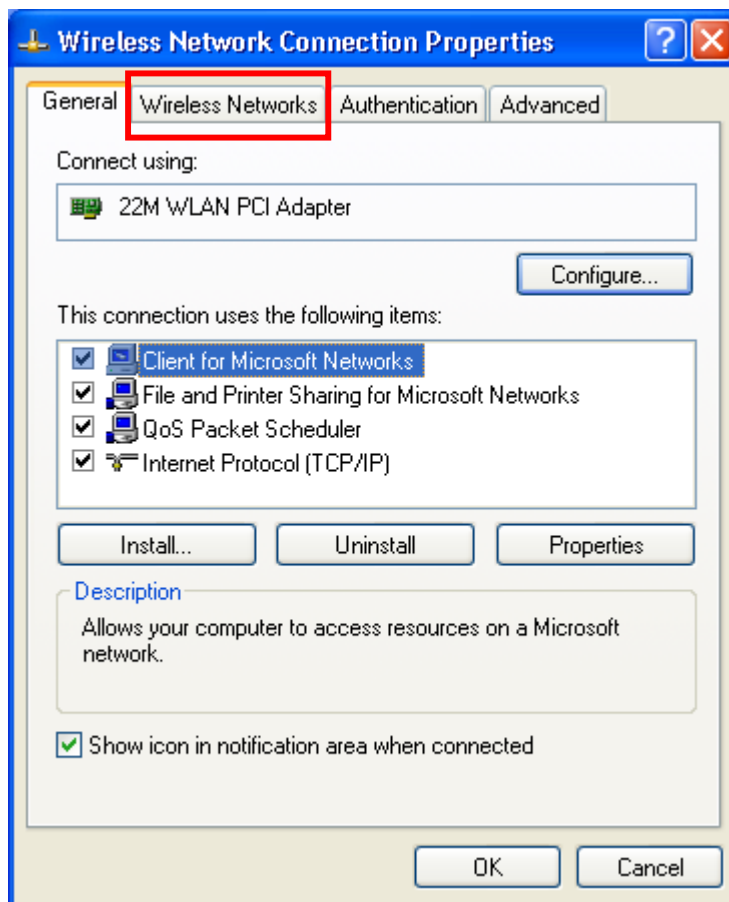 Wireless Network Connection Properties
General Wireless Networks Authentication Advanced
Connect using:
22M WLAN PCI Adapter
Configure...
This connection uses the following items:
Client for Microsoft Networks
File and Printer Sharing for Microsoft Networks
QoS Packet Scheduler
Internet Protocol (TCP/IP)
Install... Uninstall Properties
Description
Allows your computer to access resources on a Microsoft
network.
Show icon in notification area when connected
OK Cancel